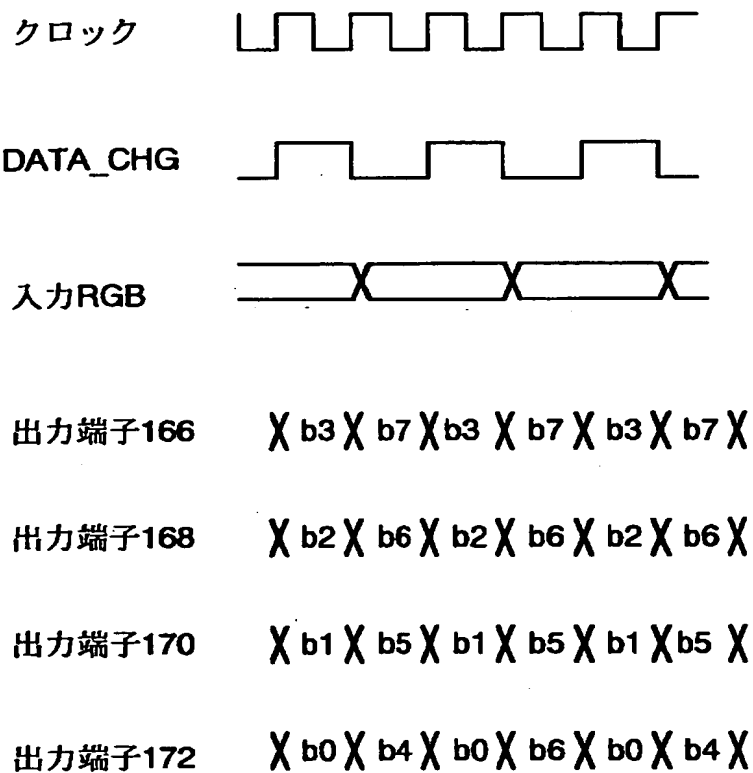 クロック
DATA_CHG
入力RGB
出力端子166 X b3 X b7 X b3 X b7 X b3 X b7 X
出力端子168 X b2 X b6 X b2 X b6 X b2 X b6 X
出力端子170 X b1 X b5 X b1 X b5 X b1 X b5 X
出力端子172 X b0 X b4 X b0 X b6 X b0 X b4 X